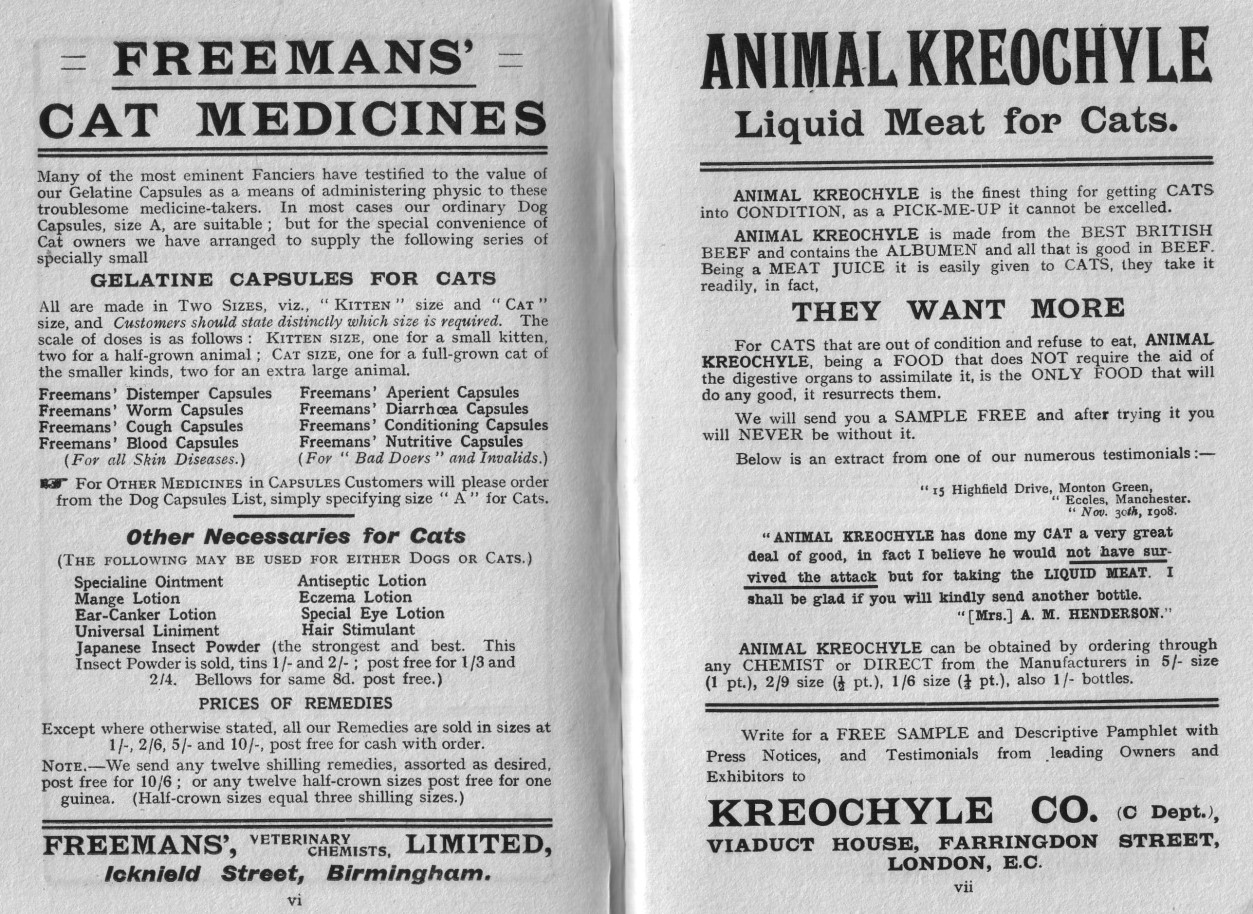 = FREEMANS' =
CAT MEDICINES
Many of the most eminent Fanciers have testified to the value of
our Gelatine Capsules as a means of administering physic to these
troublesome medicine-takers. In most cases our ordinary Dog
Capsules, size A, are suitable ; but for the special convenience of
Cat owners we have arranged to supply the following series of
specially small
GELATINE CAPSULES FOR CATS
All are made in Two Sizes, viz., " Kitten " size and " Cat "
size, and Customers should state distinctly which size is required. The
scale of doses is as follows : Kitten size, one for a small kitten,
two for a half-grown animal ; Cat size, one for a full-grown cat of
the smaller kinds, two for an extra large animal.
Freemans' Distemper Capsules Freemans' Aperient Capsules
Freemans' Worm Capsules Freemans' Diarrhœa Capsules
Freemans' Cough Capsules Freemans' Conditioning Capsules
Freemans' Blood Capsules Freemans' Nutritive Capsules
(For all Skin Diseases.) (For " Bad Doers " and Invalids.)
☛ For Other Medicines in Capsules Customers will please order
from the Dog Capsules List, simply specifying size " A " for Cats.
Other Necessaries for Cats
(The following may be used for either Dogs or Cats.)
Specialine Ointment Antiseptic Lotion
Mange Lotion Eczema Lotion
Ear-Canker Lotion Special Eye Lotion
Universal Liniment Hair Stimulant
Japanese Insect Powder (the strongest and best. This
Insect Powder is sold, tins 1/- and 2/- ; post free for 1/3 and
2/4. Bellows for same 8d. post free.)
PRICES OF REMEDIES
Except where otherwise stated, all our Remedies are sold in sizes at
1/-, 2/6, 5/- and 10/-, post free for cash with order.
Note.—We send any twelve shilling remedies, assorted as desired,
post free for 10/6 ; or any twelve half-crown sizes post free for one
guinea. (Half-crown sizes equal three shilling sizes.)
FREEMANS', VETERINARY CHEMISTS, LIMITED,
Icknield Street, Birmingham.
vi
ANIMAL KREOCHYLE
Liquid Meat for Cats.
ANIMAL KREOCHYLE is the finest thing for getting CATS
into CONDITION, as a PICK-ME-UP it cannot be excelled.
ANIMAL KREOCHYLE is made from the BEST BRITISH
BEEF and contains the ALBUMEN and all that is good in BEEF.
Being a MEAT JUICE it is easily given to CATS, they take it
readily, in fact,
THEY WANT MORE
For CATS that are out of condition and refuse to eat, ANIMAL
KREOCHYLE, being a FOOD that does NOT require the aid of
the digestive organs to assimilate it, is the ONLY FOOD that will
do any good, it resurrects them.
We will send you a SAMPLE FREE and after trying it you
will NEVER be without it.
Below is an extract from one of our numerous testimonials :—
" 15 Highfield Drive, Monton Green,
" Eccles, Manchester.
" Nov. 30th, 1908.
" ANIMAL KREOCHYLE has done my CAT a very great
deal of good, in fact I believe he would not have sur-
vived the attack but for taking the LIQUID MEAT. I
shall be glad if you will kindly send another bottle.
" [Mrs.] A. M. HENDERSON."
ANIMAL KREOCHYLE can be obtained by ordering through
any CHEMIST or DIRECT from the Manufacturers in 5/- size
(1 pt.), 2/9 size (½ pt.), 1/6 size (¼ pt.), also 1/- bottles.
Write for a FREE SAMPLE and Descriptive Pamphlet with
Press Notices, and Testimonials from leading Owners and
Exhibitors to
KREOCHYLE CO. (C Dept.),
VIADUCT HOUSE, FARRINGDON STREET,
LONDON, E.C.
vii